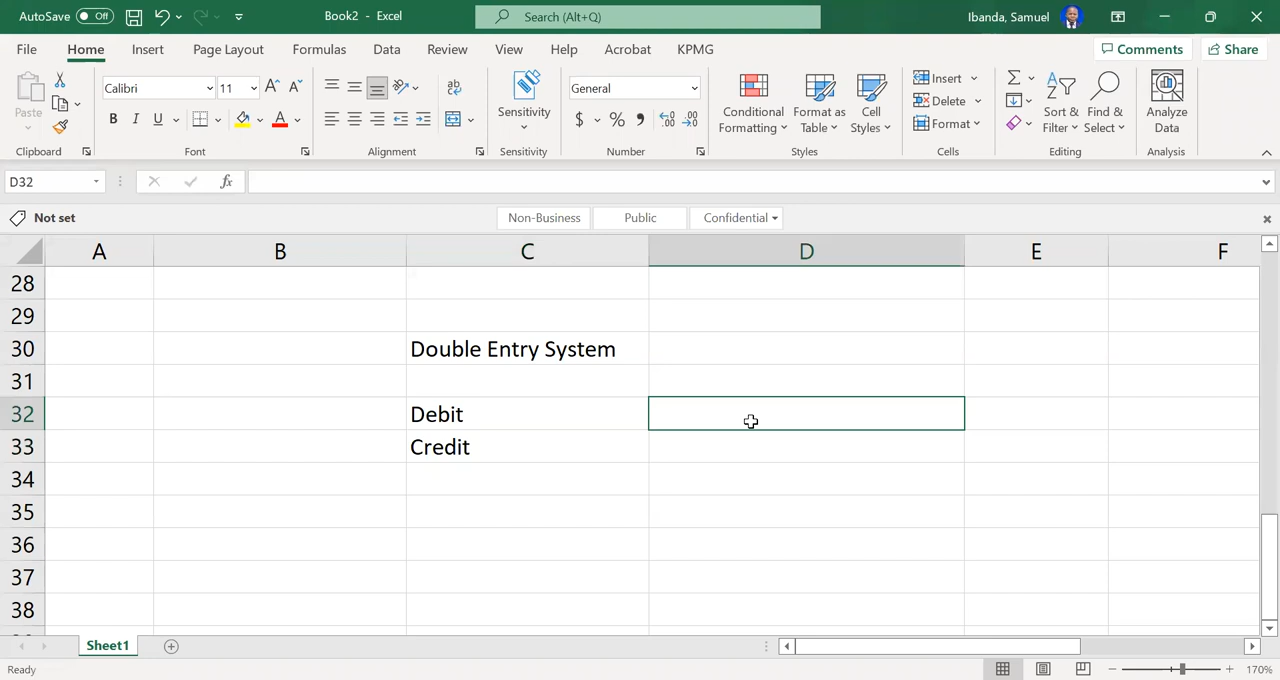 AutoSave Off Book2 - Excel Search (Alt+Q) Ibanda, Samuel
File Home Insert Page Layout Formulas Data Review View Help Acrobat KPMG Comments Share
Paste Calibri 11 General Sensitivity Conditional Formatting Format as Table Cell Styles Insert Delete Format Sort & Filter Find & Select Analyze Data
Clipboard Font Alignment Sensitivity Number Styles Cells Editing Analysis
D32 fx
Not set Non-Business Public Confidential
A B C D E F
28
29
30 Double Entry System
31
32 Debit
33 Credit
34
35
36
37
38
Sheet1
Ready 170%